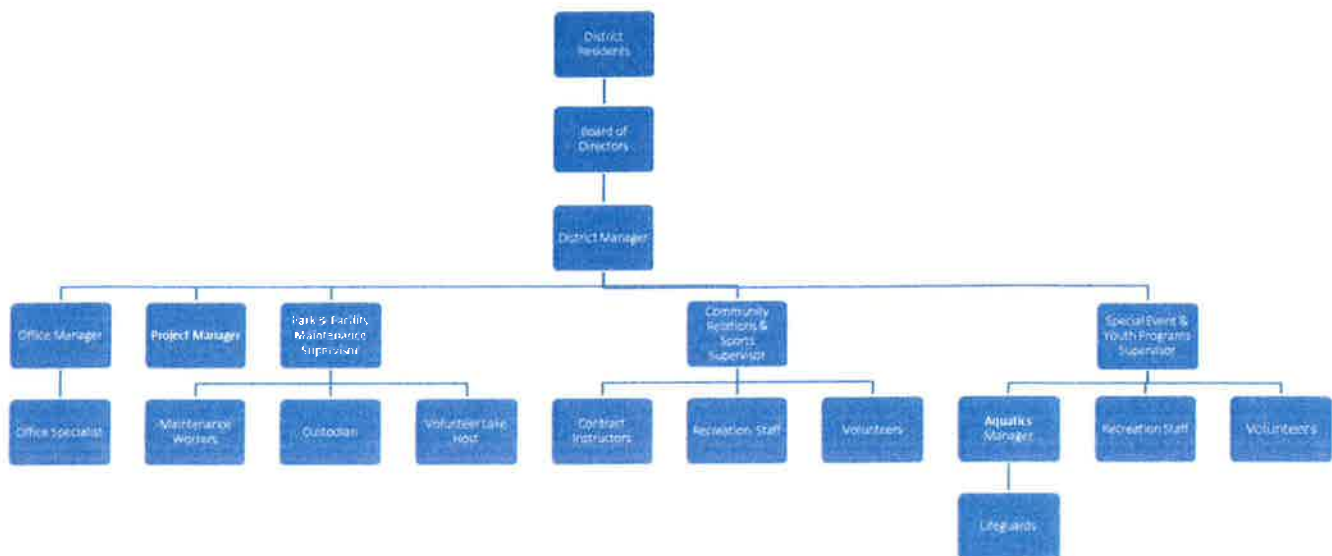 District
Residents
Board of
Directors
District Manager
Office Manager
Project Manager
Park & Facility
Maintenance
Supervisor
Community
Relations &
Sports
Supervisor
Special Event &
Youth Programs
Supervisor
Office Specialist
Maintenance
Workers
Custodian
Volunteer Lake
Host
Contract
Instructors
Recreation Staff
Volunteers
Aquatics
Manager
Recreation Staff
Volunteers
Lifeguards